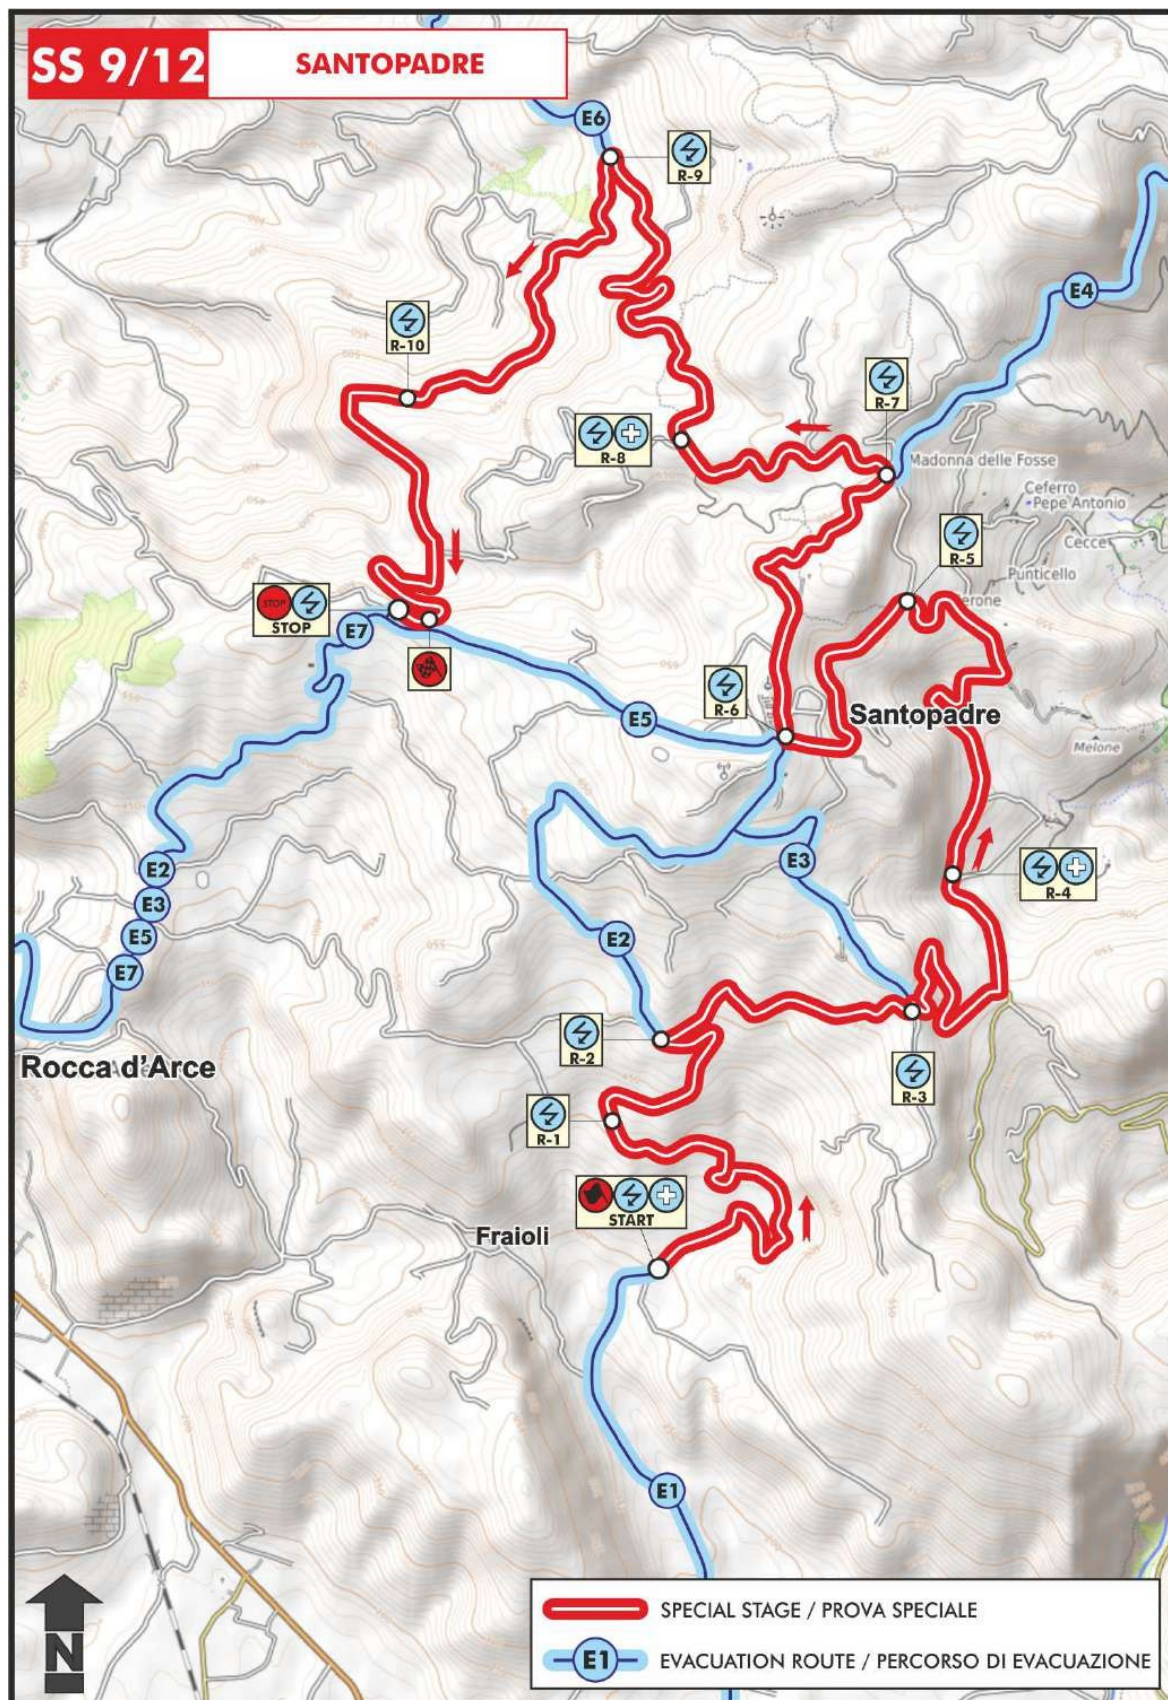 SS 9/12
SANTOPADRE
E6
R-9
E4
R-10
R-7
R-8
Madonna delle Fosse
Ceferro
Pepe Antonio
R-5
Cecce
Punticello
erone
STOP
STOP
E7
R-6
E5
Santopadre
Melone
E2
E3
R-4
E3
E5
E2
E7
R-2
Rocca d'Arce
R-3
R-1
START
Fraioli
E1
N
SPECIAL STAGE / PROVA SPECIALE
E1 EVACUATION ROUTE / PERCORSO DI EVACUAZIONE